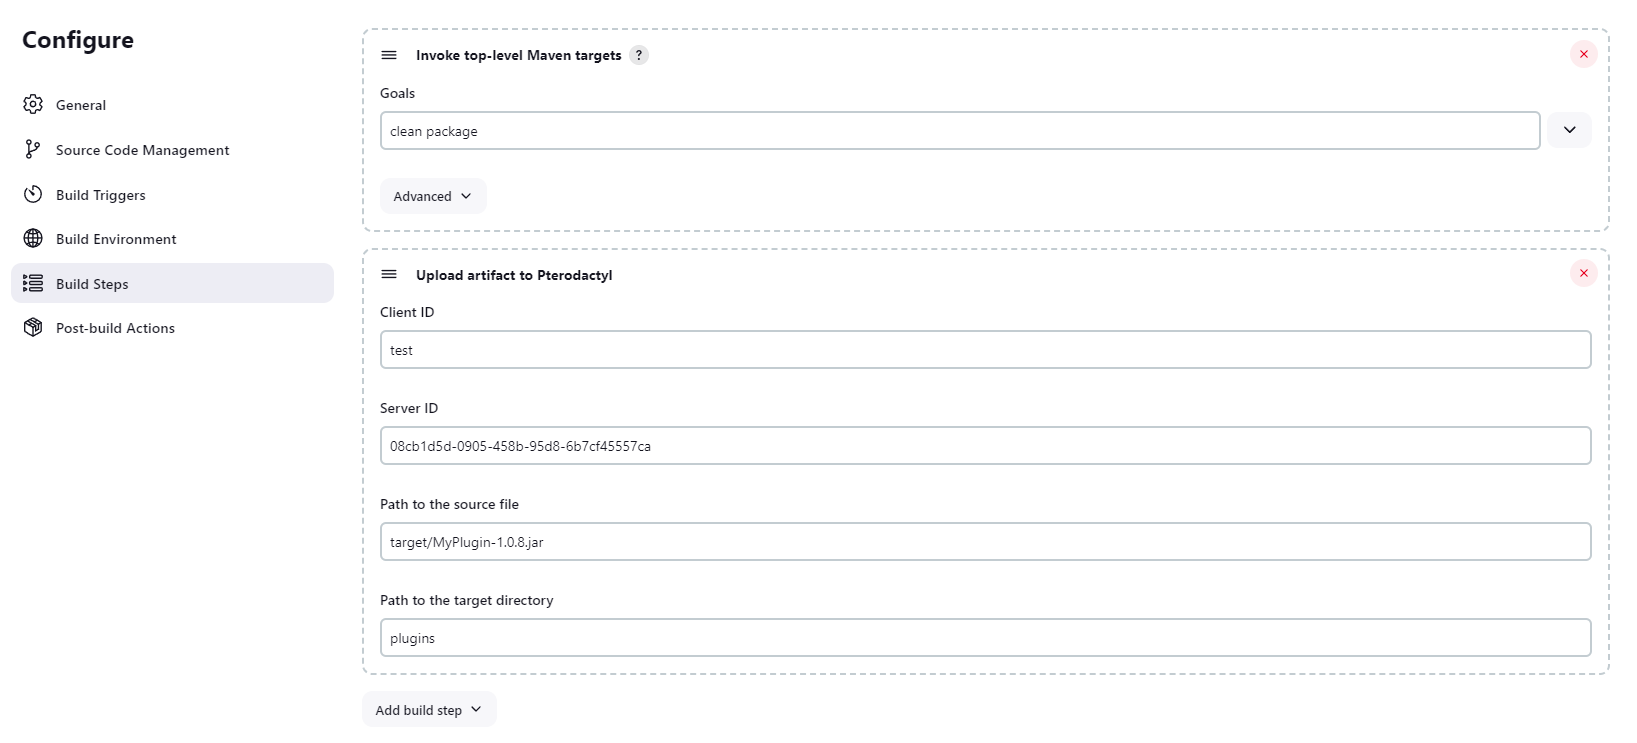 Configure
General
Source Code Management
Build Triggers
Build Environment
Build Steps
Post-build Actions
Invoke top-level Maven targets ?
Goals
clean package
Advanced
Upload artifact to Pterodactyl
Client ID
test
Server ID
08cb1d5d-0905-458b-95d8-6b7cf45557ca
Path to the source file
target/MyPlugin-1.0.8.jar
Path to the target directory
plugins
Add build step